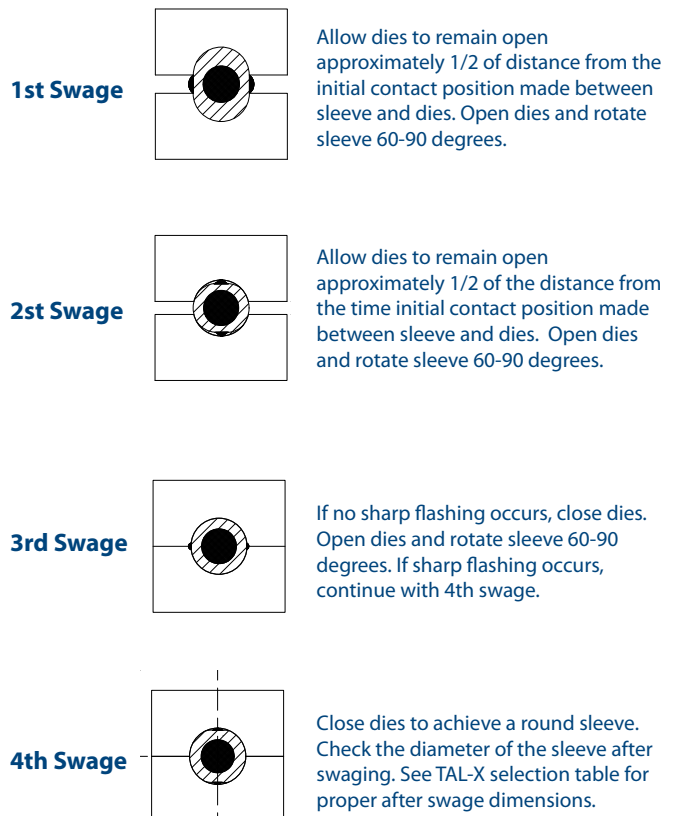 1st Swage
Allow dies to remain open
approximately 1/2 of distance from the
initial contact position made between
sleeve and dies. Open dies and rotate
sleeve 60-90 degrees.
2st Swage
Allow dies to remain open
approximately 1/2 of the distance from
the time initial contact position made
between sleeve and dies.  Open dies
and rotate sleeve 60-90 degrees.
3rd Swage
If no sharp flashing occurs, close dies.
Open dies and rotate sleeve 60-90
degrees. If sharp flashing occurs,
continue with 4th swage.
4th Swage
Close dies to achieve a round sleeve.
Check the diameter of the sleeve after
swaging. See TAL-X selection table for
proper after swage dimensions.